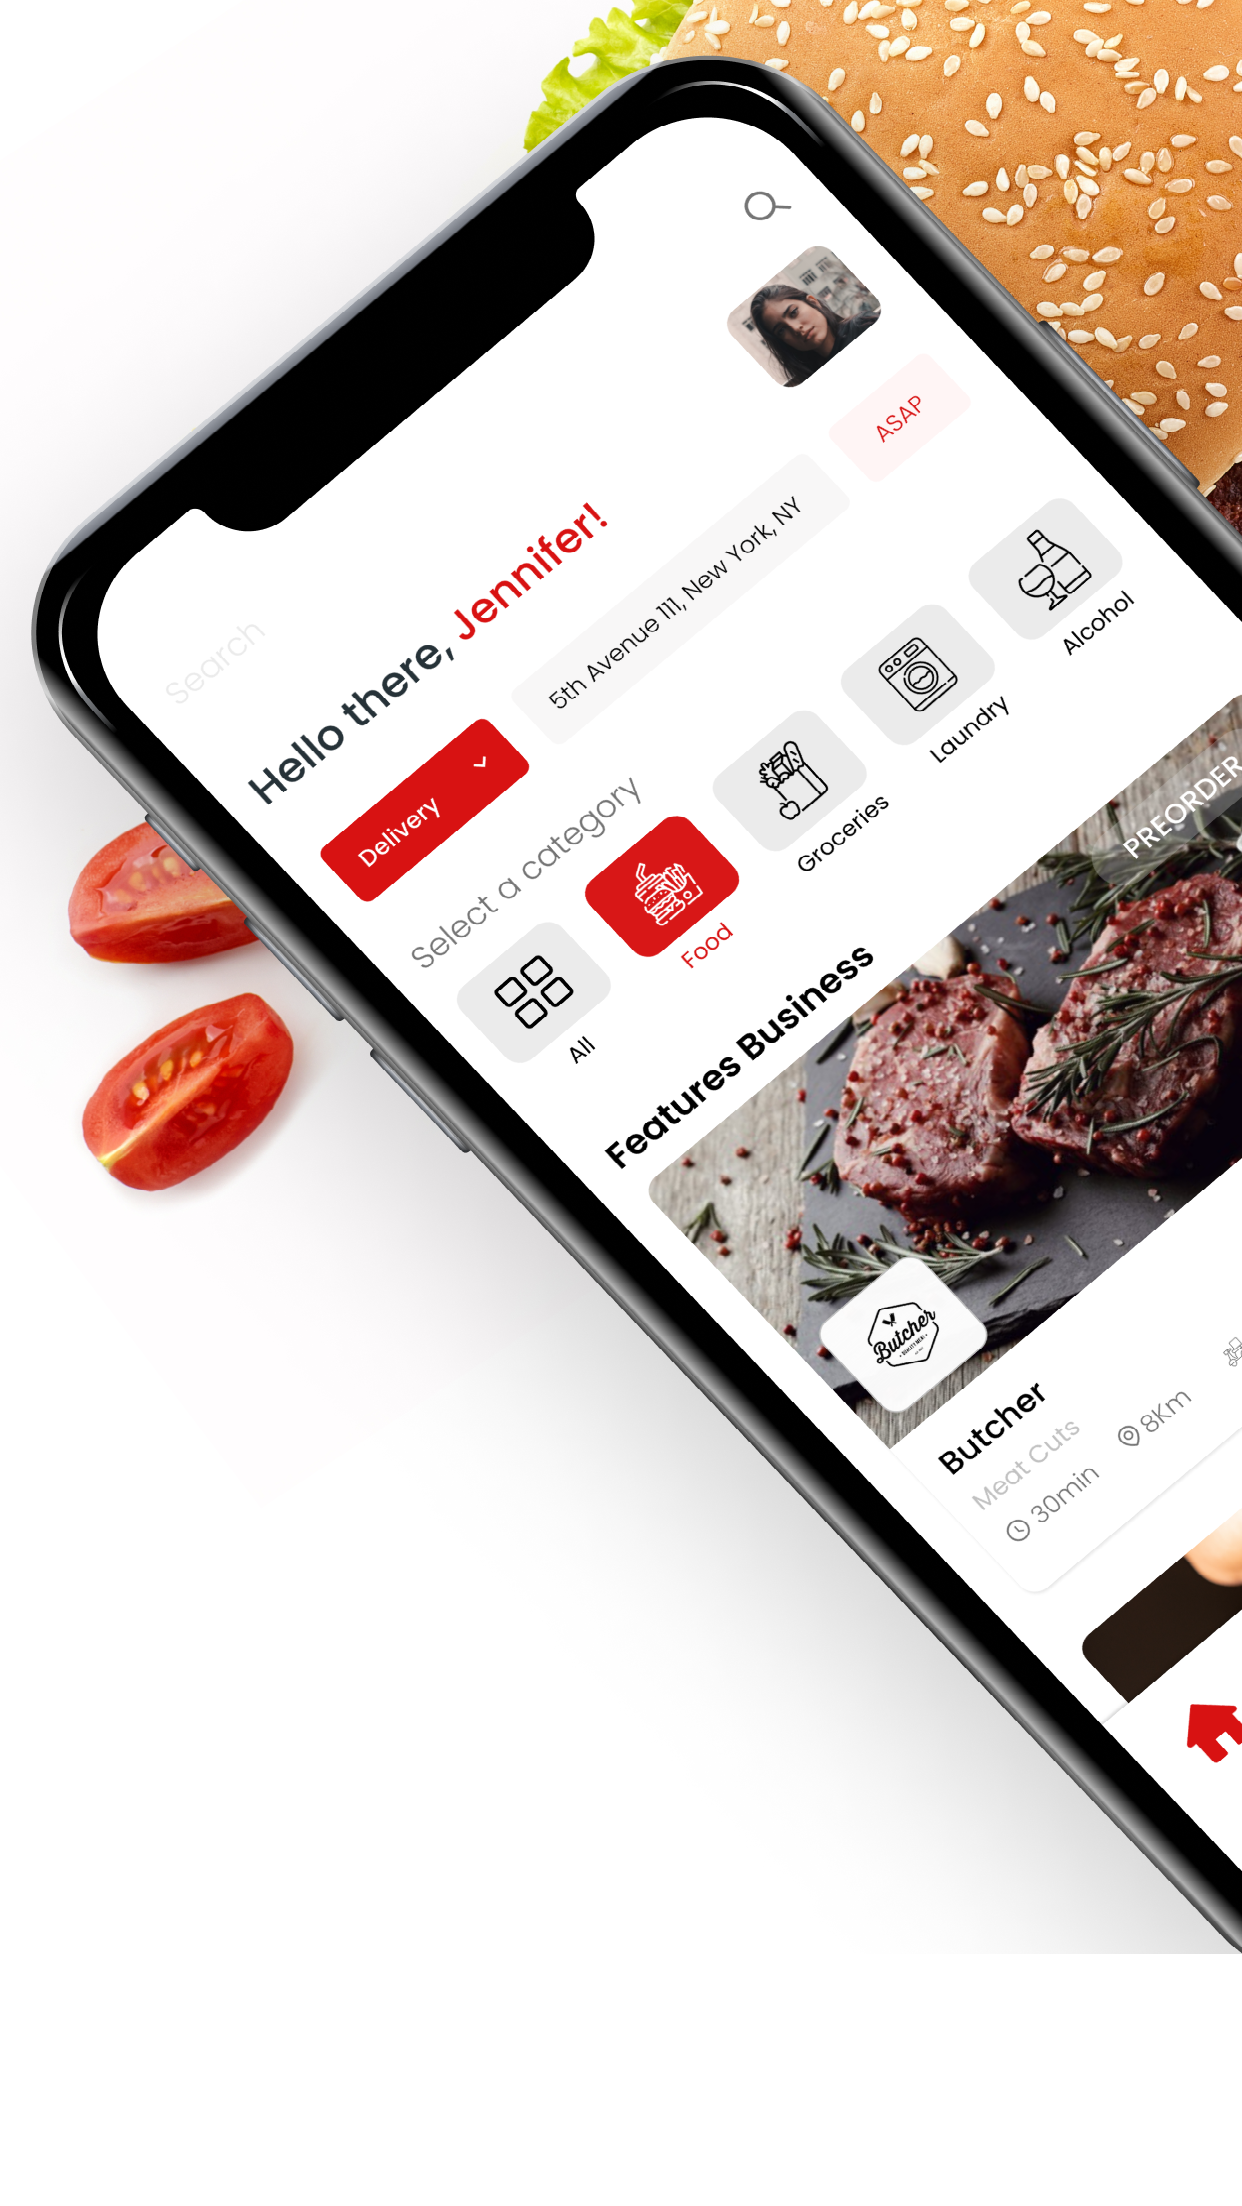 Search
Hello there, Jennifer!
Delivery
5th Avenue 111, New York, NY
ASAP
Select a category
All
Food
Groceries
Laundry
Alcohol
Features Business
PREORDER
Butcher
Butcher
Meat Cuts
30min
8Km